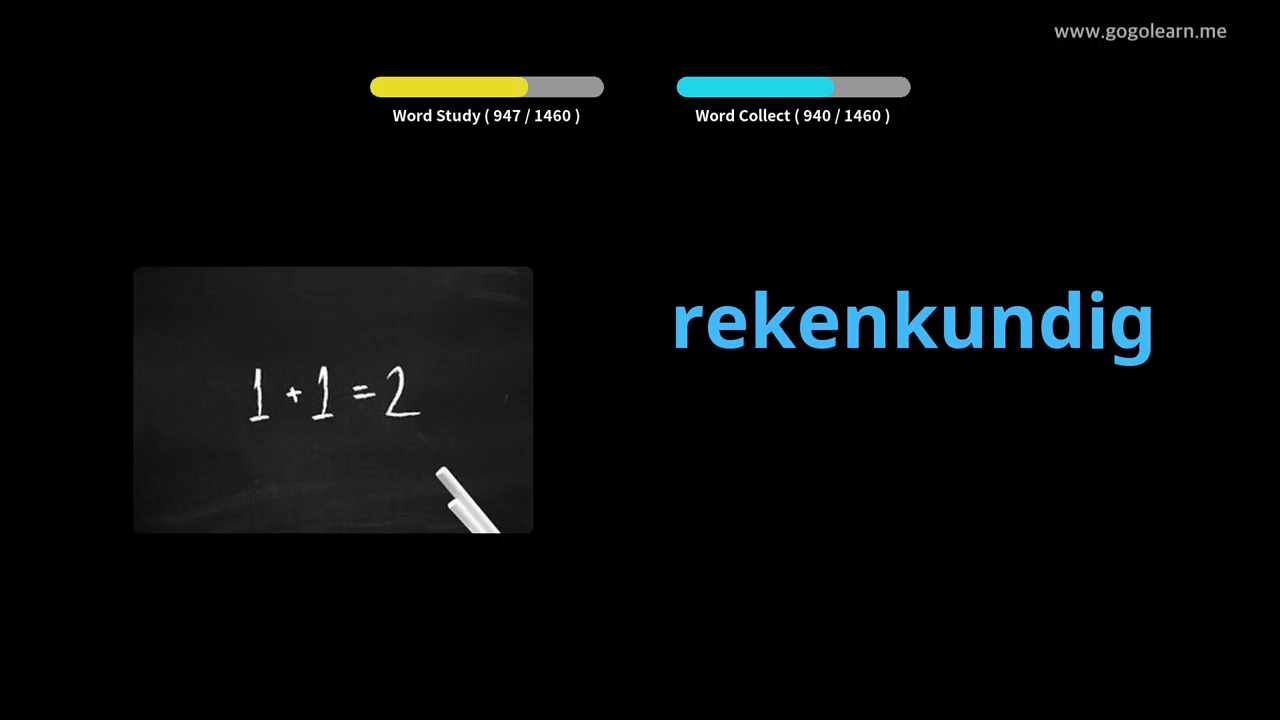 www.gogolearn.me
Word Study ( 947 / 1460 )
Word Collect ( 940 / 1460 )
rekenkundig
1 + 1 = 2